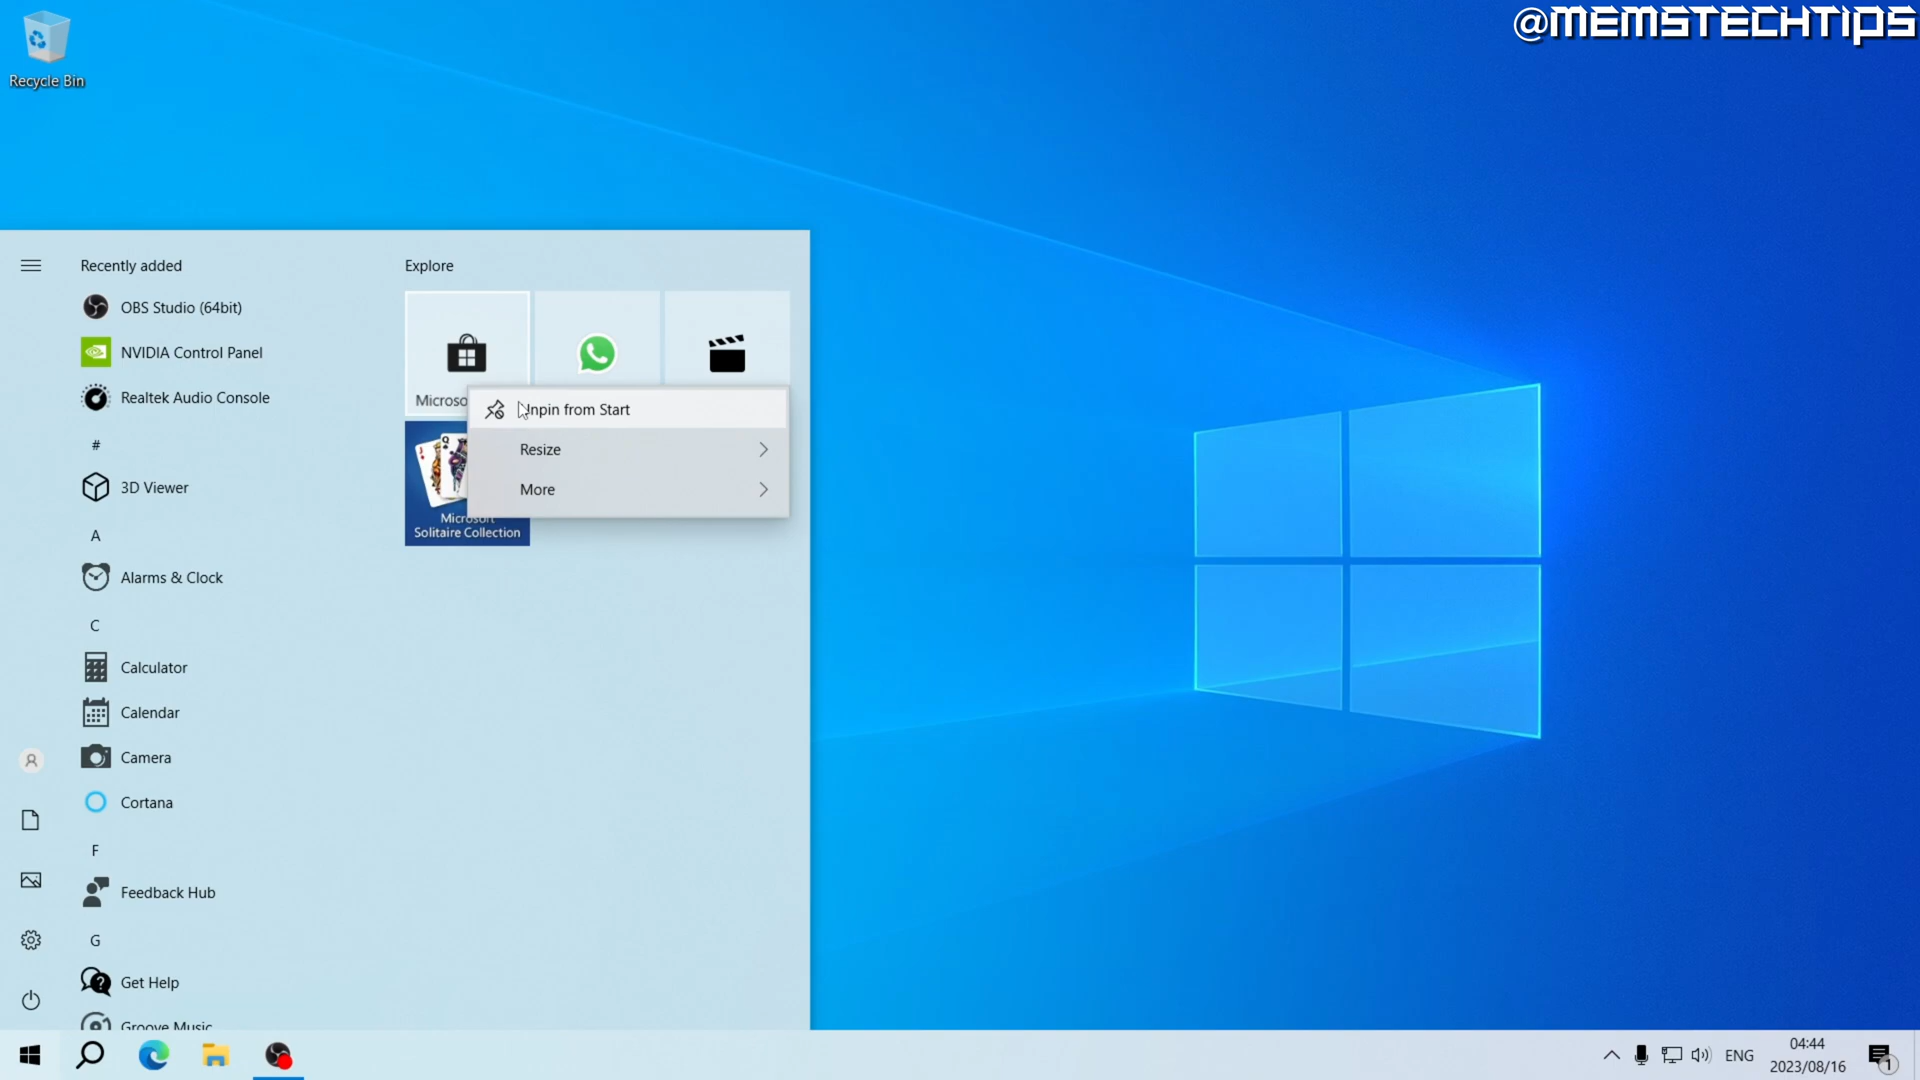 @MEMSTECHTIPS
Recycle Bin
Recently added
OBS Studio (64bit)
NVIDIA Control Panel
Realtek Audio Console
#
3D Viewer
A
Alarms & Clock
C
Calculator
Calendar
Camera
Cortana
F
Feedback Hub
G
Get Help
Groove Music
Explore
Microso
Unpin from Start
Resize
More
Microsoft
Solitaire Collection
ENG
04:44
2023/08/16
1